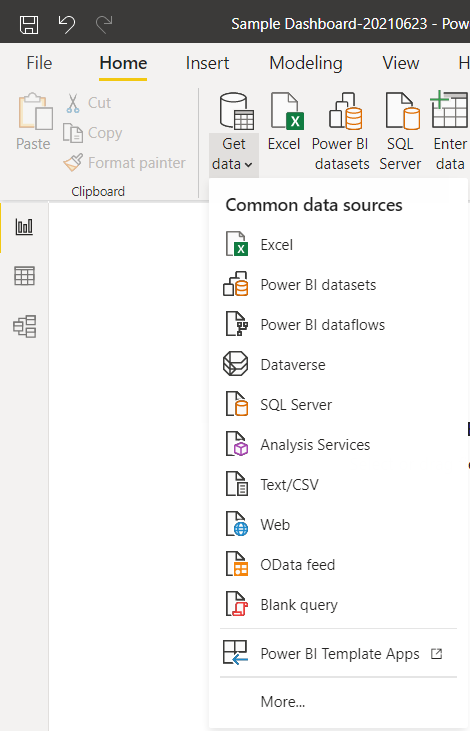 Sample Dashboard-20210623 - Pow
File Home Insert Modeling View H
Paste
Cut
Copy
Format painter
Clipboard
Get
data
Excel
Power BI
datasets
SQL
Server
Enter
data
Common data sources
Excel
Power BI datasets
Power BI dataflows
Dataverse
SQL Server
Analysis Services
Text/CSV
Web
OData feed
Blank query
Power BI Template Apps
More...